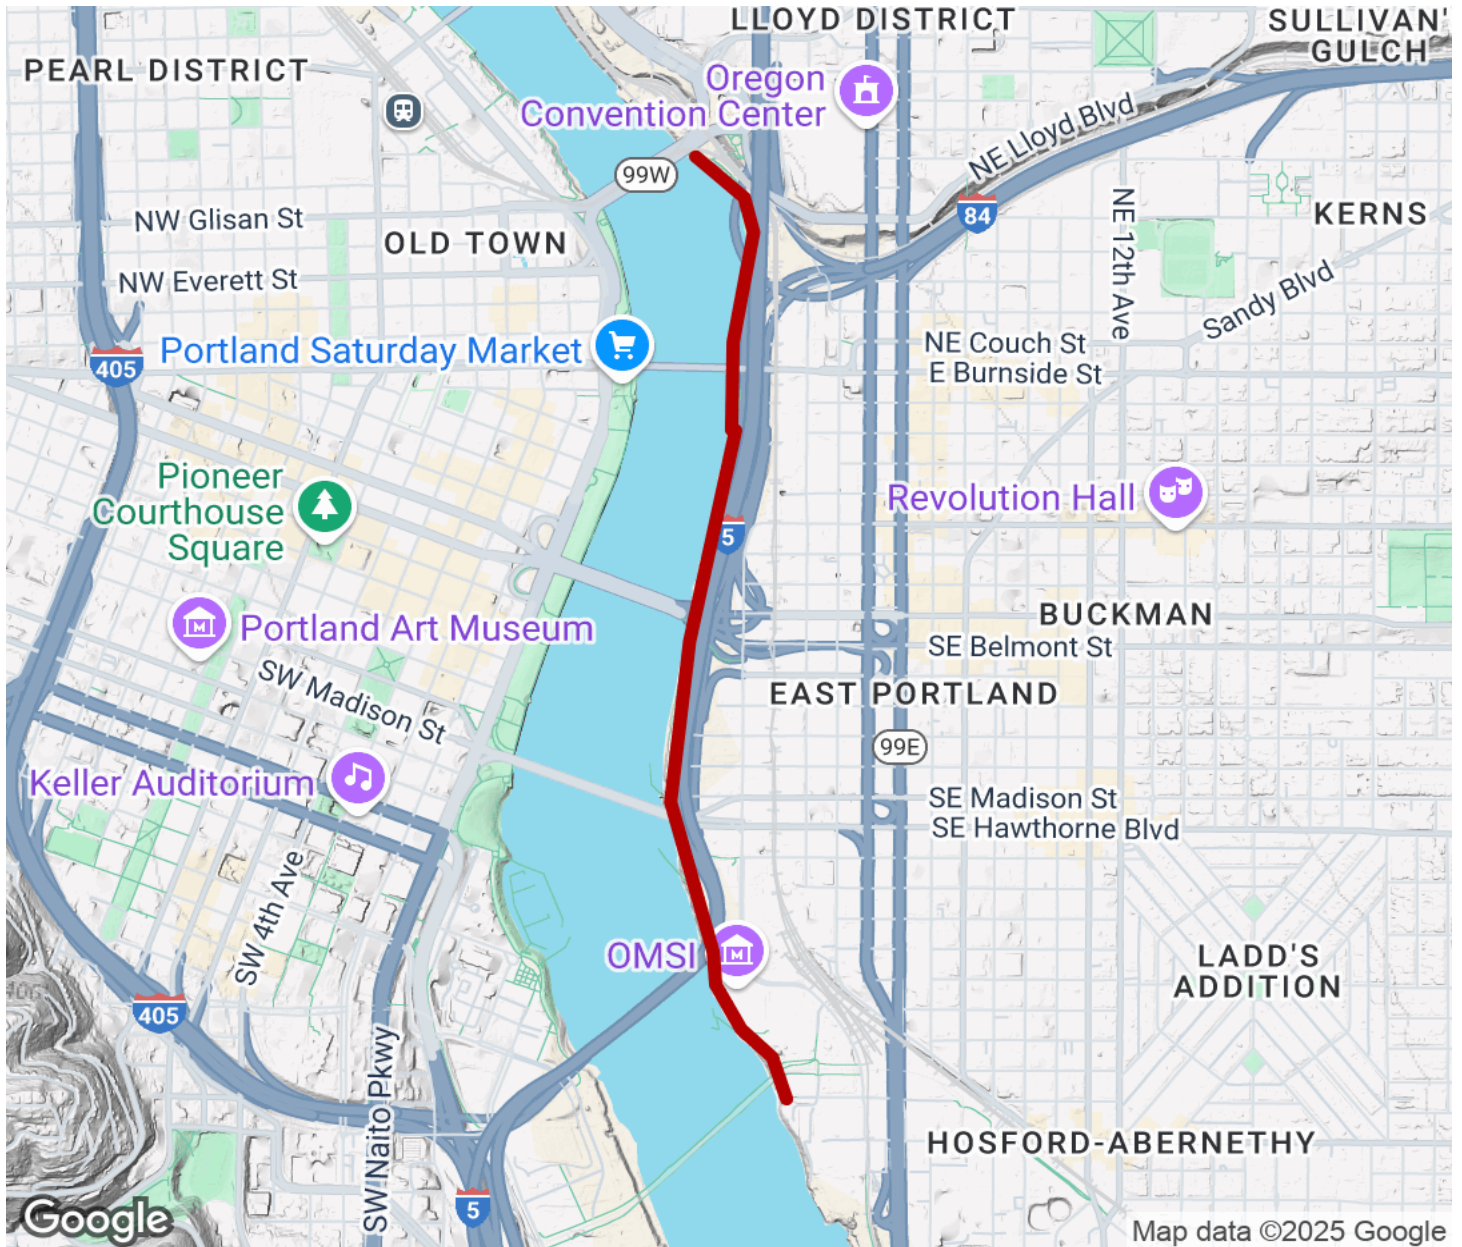 LLOYD DISTRICT
SULLIVAN'
GULCH
PEARL DISTRICT
Oregon
Convention Center
NE Lloyd Blvd
99W
84
NE 12th Ave
KERNS
NW Glisan St
OLD TOWN
NW Everett St
Sandy Blvd
Portland Saturday Market
NE Couch St
E Burnside St
405
Pioneer
Courthouse
Square
Revolution Hall
5
Portland Art Museum
BUCKMAN
SE Belmont St
SW Madison St
EAST PORTLAND
99E
Keller Auditorium
SE Madison St
SE Hawthorne Blvd
SW 4th Ave
OMSI
LADD'S
ADDITION
405
SW Naito Pkwy
HOSFORD-ABERNETHY
5
Google
Map data ©2025 Google